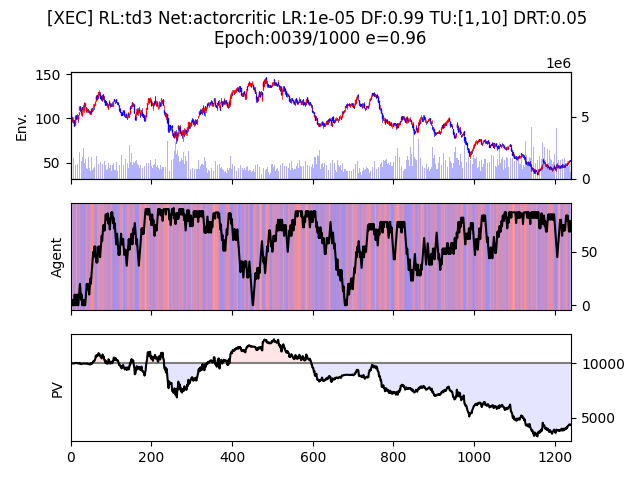 [XEC] RL:td3 Net:actorcritic LR:1e-05 DF:0.99 TU:[1,10] DRT:0.05
Epoch:0039/1000 e=0.96
1e6
150
100
50
Env.
5
0
Agent
50
0
PV
10000
5000
0 200 400 600 800 1000 1200